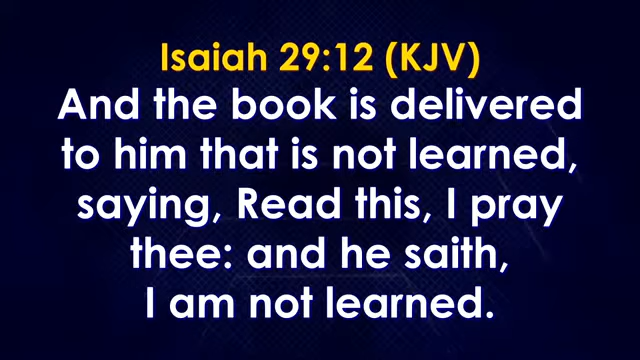 Isaiah 29:12 (KJV)
And the book is delivered
to him that is not learned,
saying, Read this, I pray
thee: and he saith,
I am not learned.